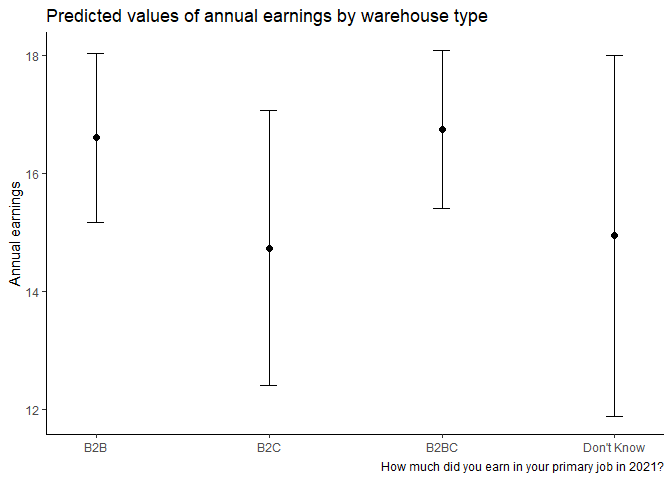 Predicted values of annual earnings by warehouse type
Annual earnings
18
16
14
12
B2B B2C B2BC Don't Know
How much did you earn in your primary job in 2021?